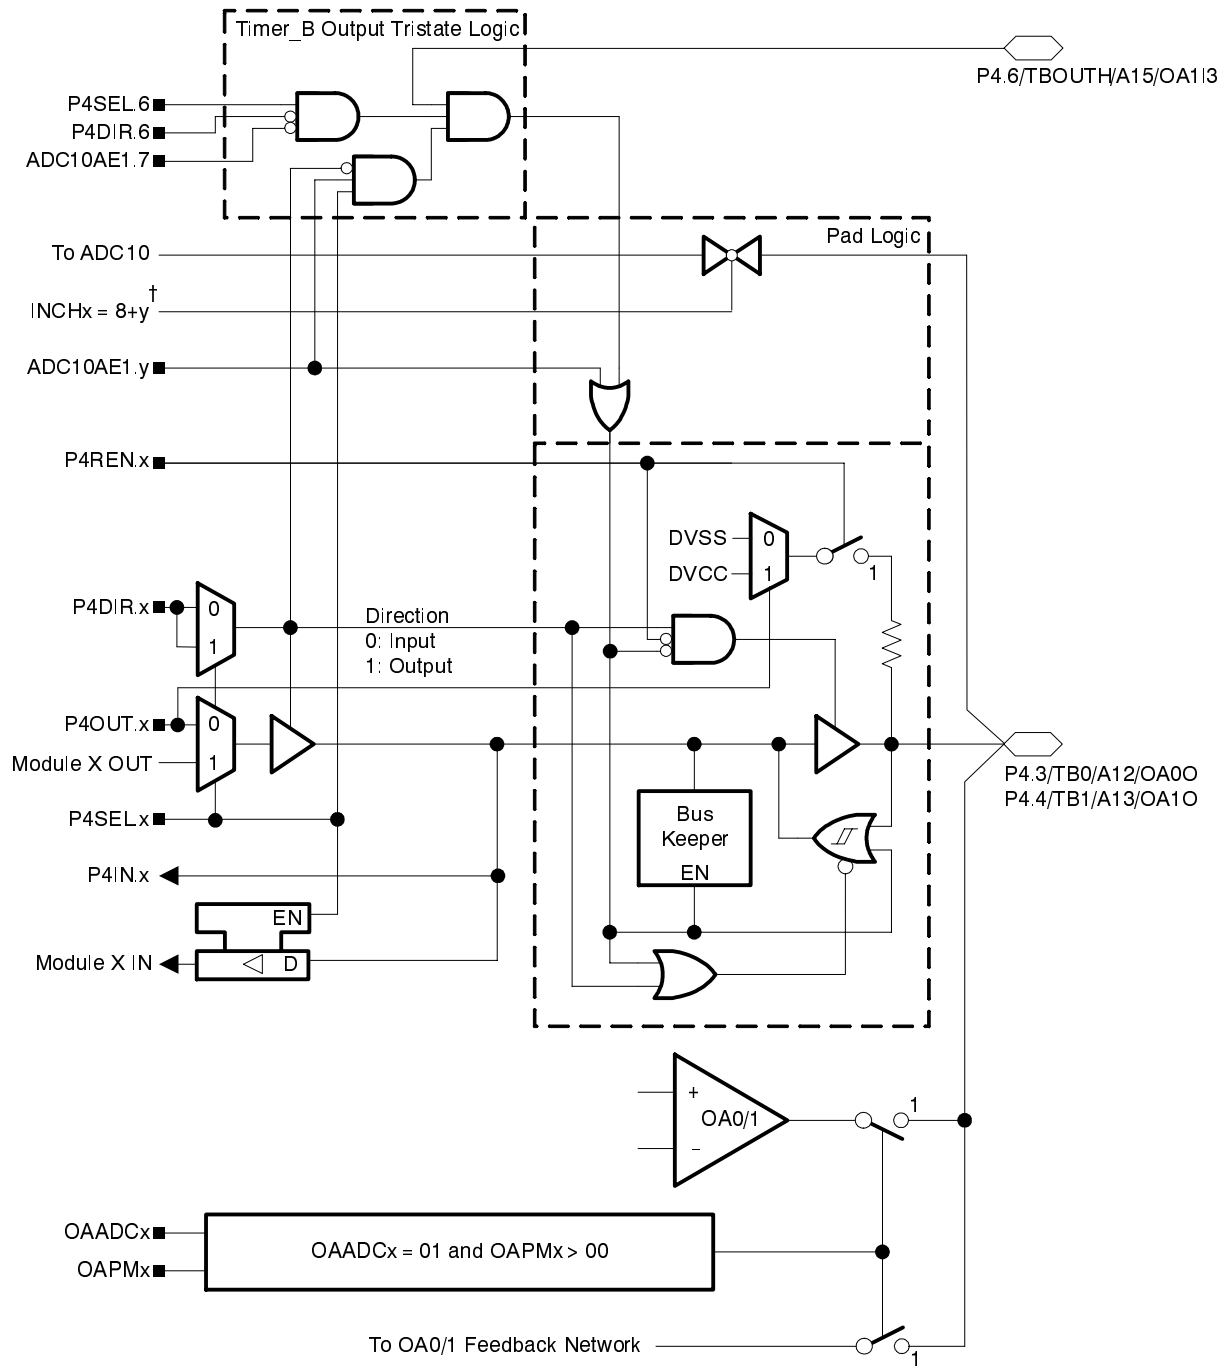 Timer_B Output Tristate Logic
P4.6/TBOUTH/A15/OA1I3
P4SEL.6
P4DIR.6
ADC10AE1.7
Pad Logic
To ADC10
INCHx = 8+y†
ADC10AE1.y
P4REN.x
DVSS
0
DVCC
1
1
P4DIR.x
0
1
Direction
0: Input
1: Output
P4OUT.x
0
Module X OUT
1
P4.3/TB0/A12/OA0O
P4.4/TB1/A13/OA1O
P4SELx
Bus
Keeper
EN
P4IN.x
EN
Module X IN
D
+
OA0/1
−
1
OAADCx
OAADCx = 01 and OAPMx > 00
OAPMx
To OA0/1 Feedback Network
1